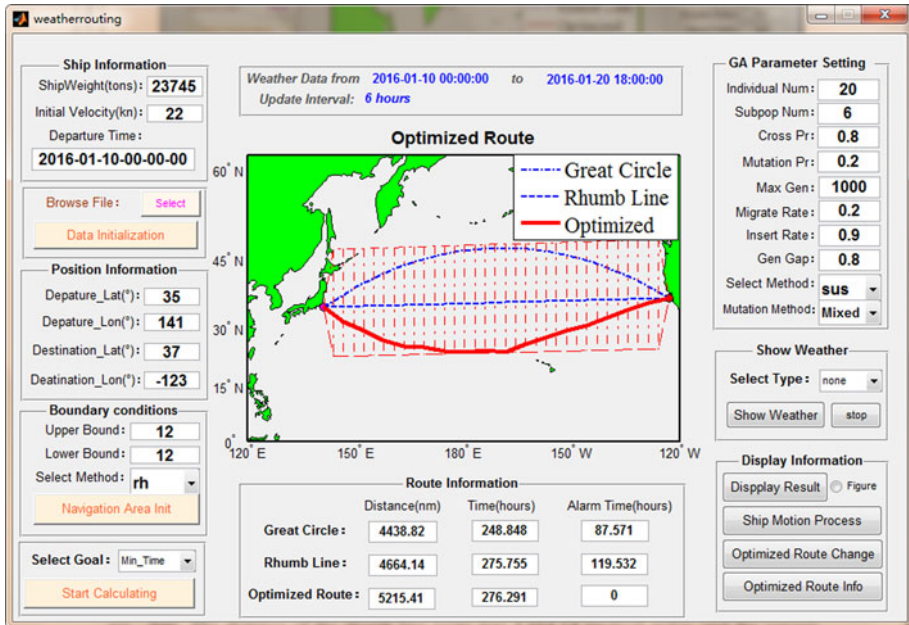 weatherrouting
Ship Information
ShipWeight(tons): 23745
Initial Velocity(kn): 22
Departure Time:
2016-01-10-00-00-00
Browse File: Select
Data Initialization
Position Information
Depature_Lat(°): 35
Depature_Lon(°): 141
Destination_Lat(°): 37
Deatination_Lon(°): -123
Boundary conditions
Upper Bound: 12
Lower Bound: 12
Select Method: rh
Navigation Area Init
Select Goal: Min_Time
Start Calculating
Weather Data from 2016-01-10 00:00:00 to 2016-01-20 18:00:00
Update Interval: 6 hours
Optimized Route
Great Circle
Rhumb Line
Optimized
60° N
45° N
30° N
15° N
0°
120° E 150° E 180° E 150° W 120° W
Route Information
Distance(nm) Time(hours) Alarm Time(hours)
Great Circle: 4438.82 248.848 87.571
Rhumb Line: 4664.14 275.755 119.532
Optimized Route: 5215.41 276.291 0
GA Parameter Setting
Individual Num: 20
Subpop Num: 6
Cross Pr: 0.8
Mutation Pr: 0.2
Max Gen: 1000
Migrate Rate: 0.2
Insert Rate: 0.9
Gen Gap: 0.8
Select Method: sus
Mutation Method: Mixed
Show Weather
Select Type: none
Show Weather stop
Display Information
Dispplay Result Figure
Ship Motion Process
Optimized Route Change
Optimized Route Info